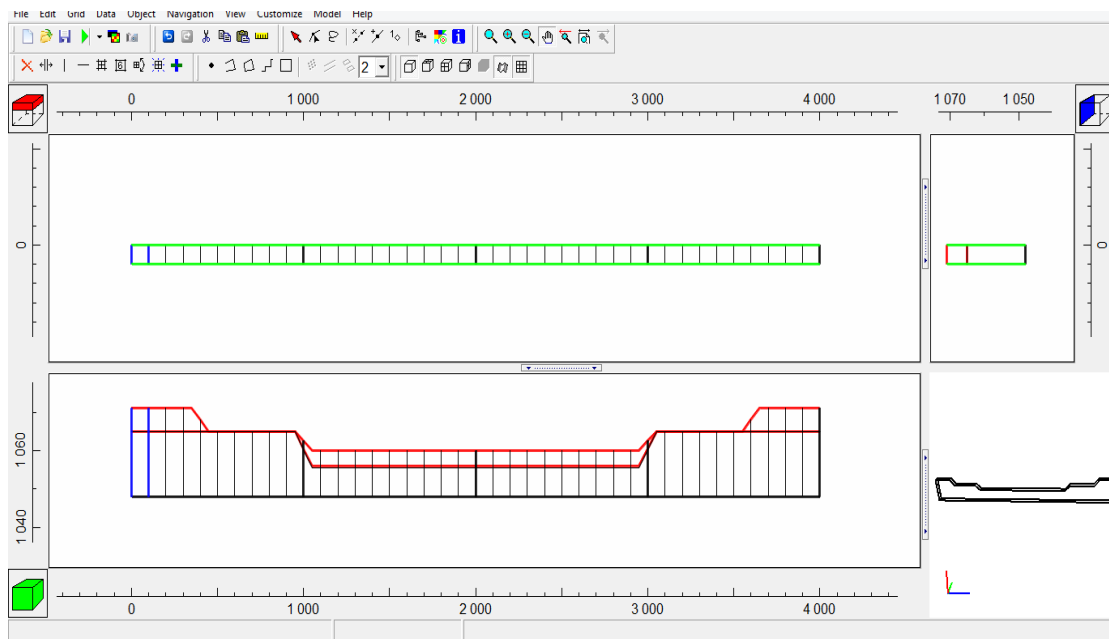 File Edit Grid Data Object Navigation View Customize Model Help
2
0 1 000 2 000 3 000 4 000 1 070 1 050
0 0
1 060
1 040
0 1 000 2 000 3 000 4 000